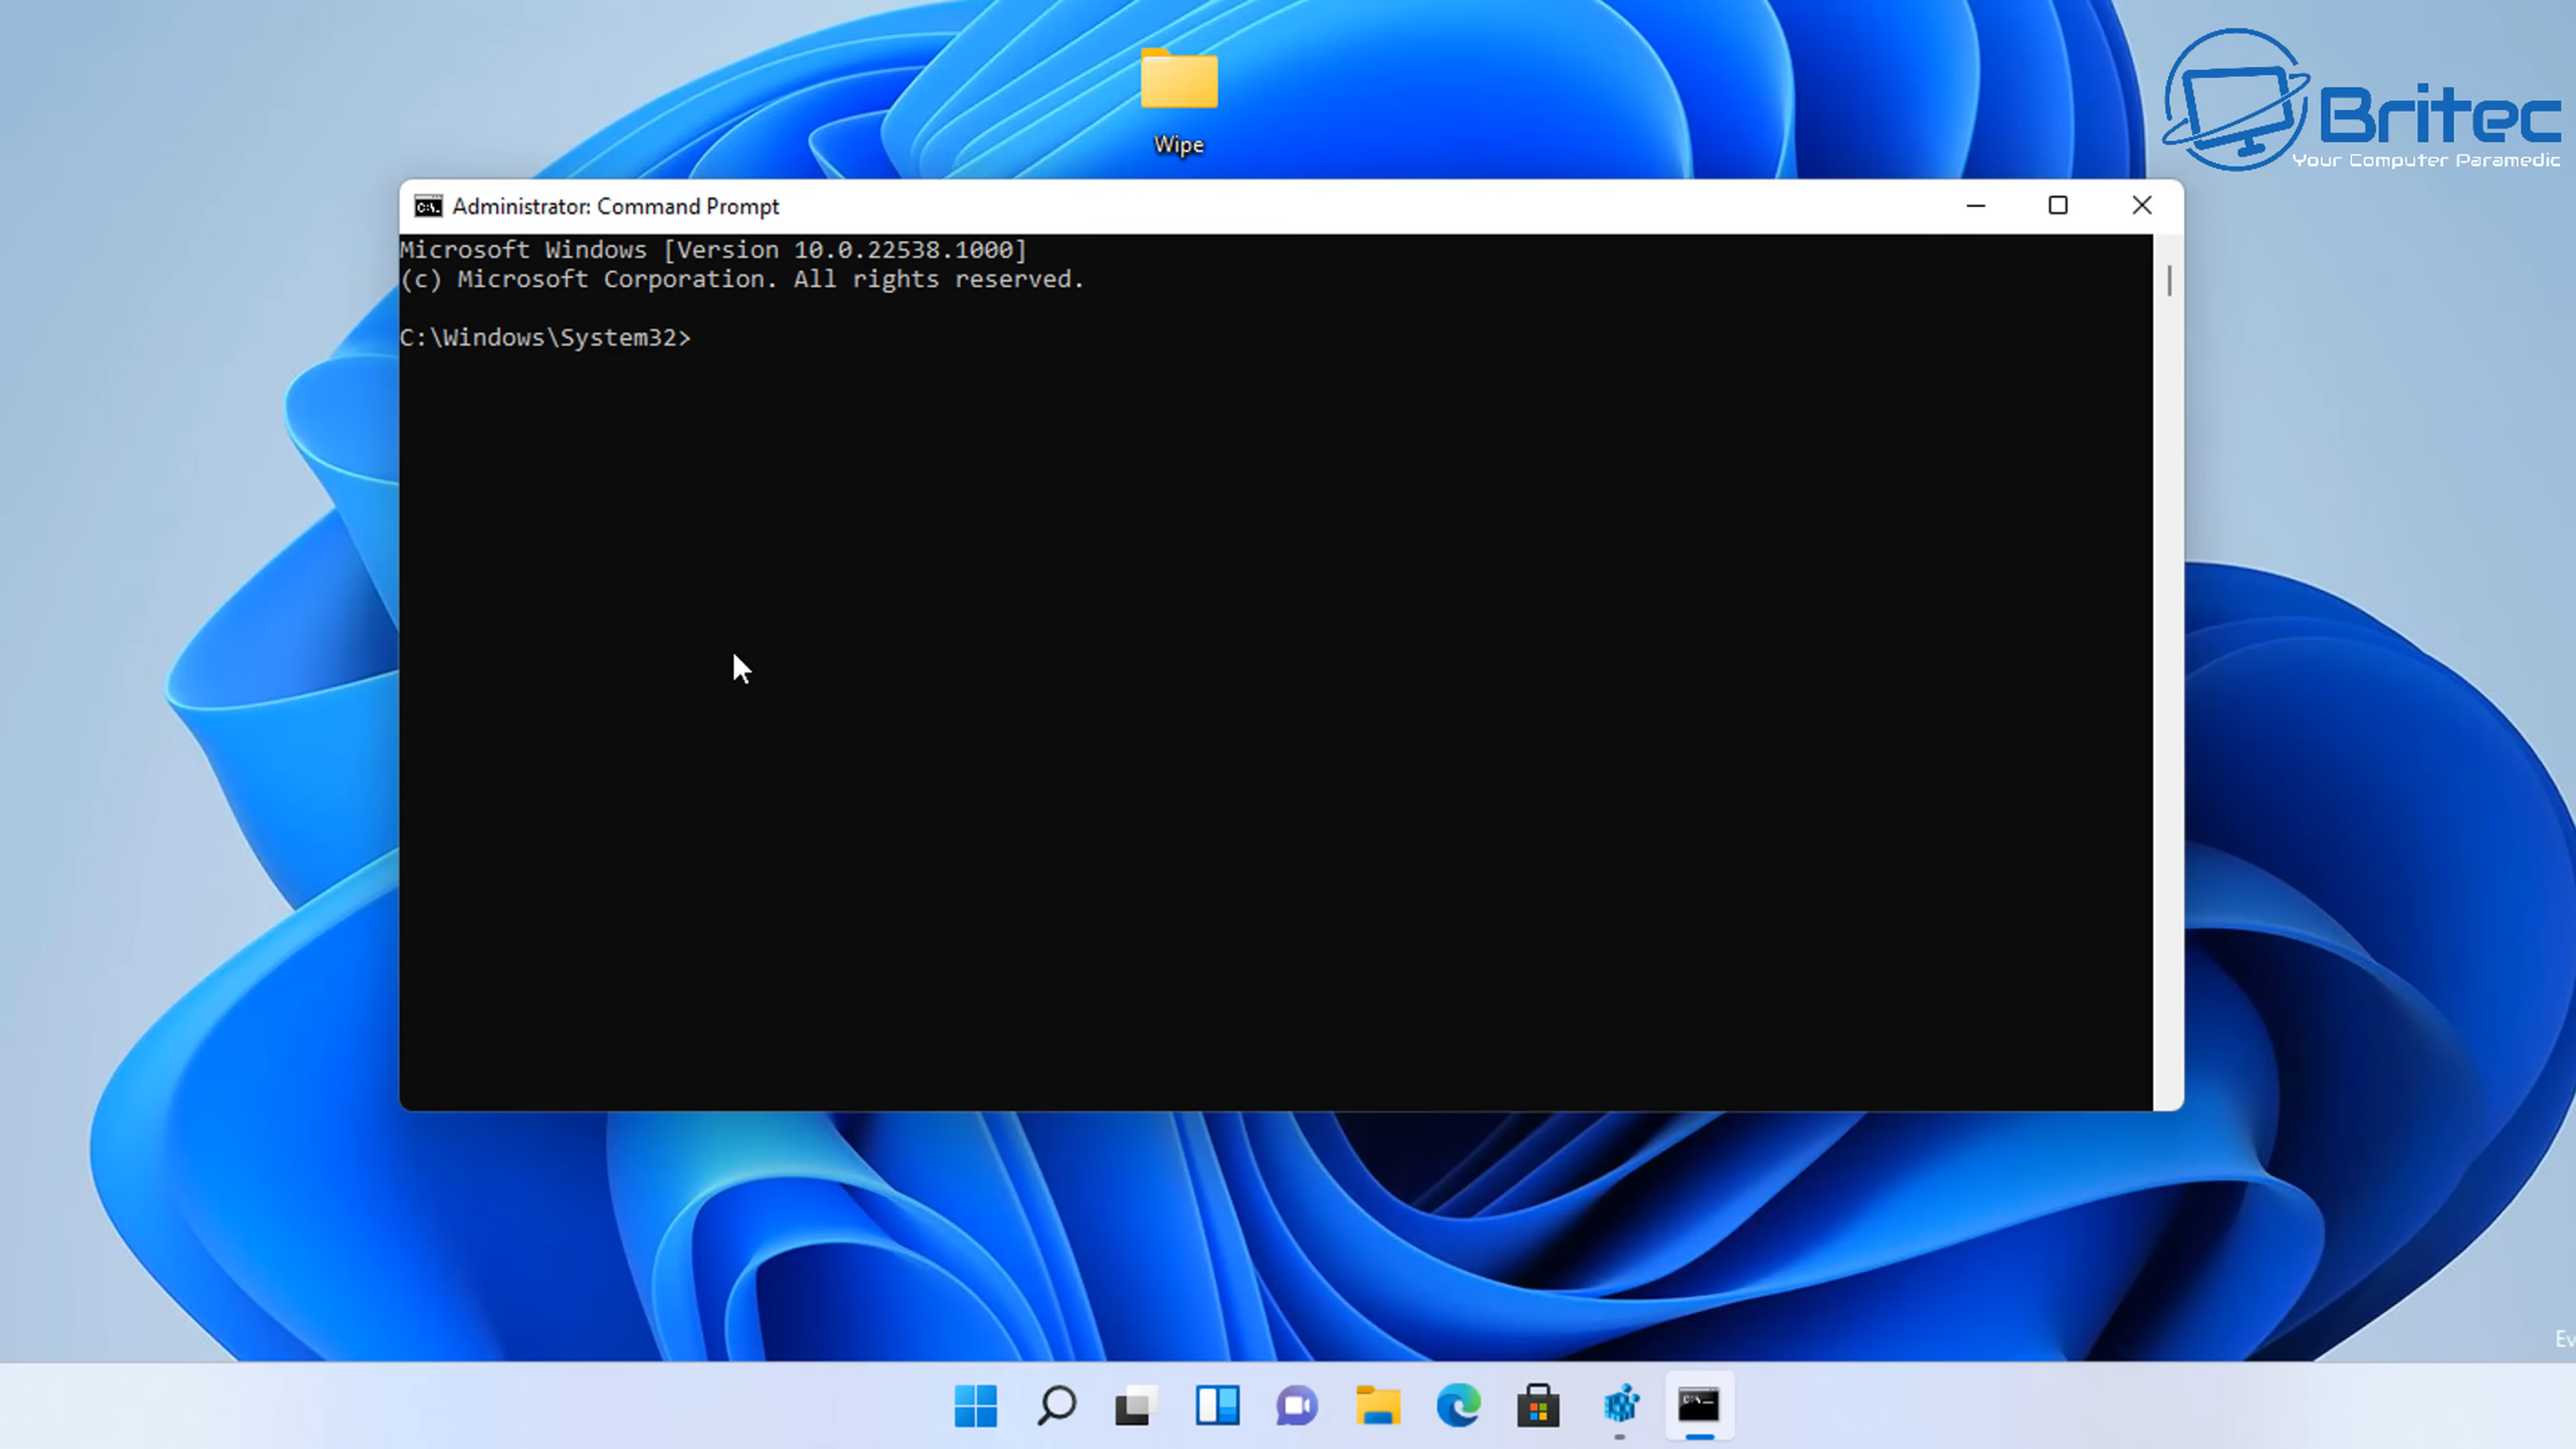 Britec
Your Computer Paramedic
Wipe
Administrator: Command Prompt
Microsoft Windows [Version 10.0.22538.1000]
(c) Microsoft Corporation. All rights reserved.
C:\Windows\System32>
Ev